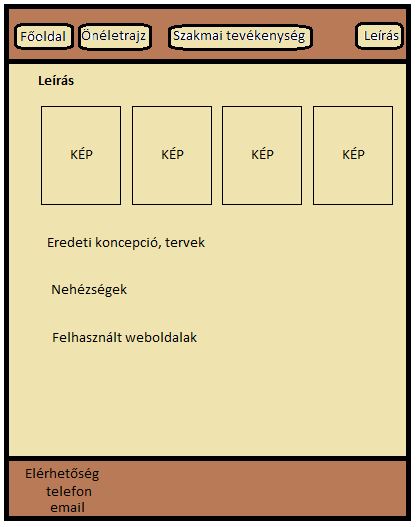 Főoldal Önéletrajz Szakmai tevékenység Leírás
Leírás
KÉP KÉP KÉP KÉP
Eredeti koncepció, tervek
Nehézségek
Felhasznált weboldalak
Elérhetőség
telefon
email